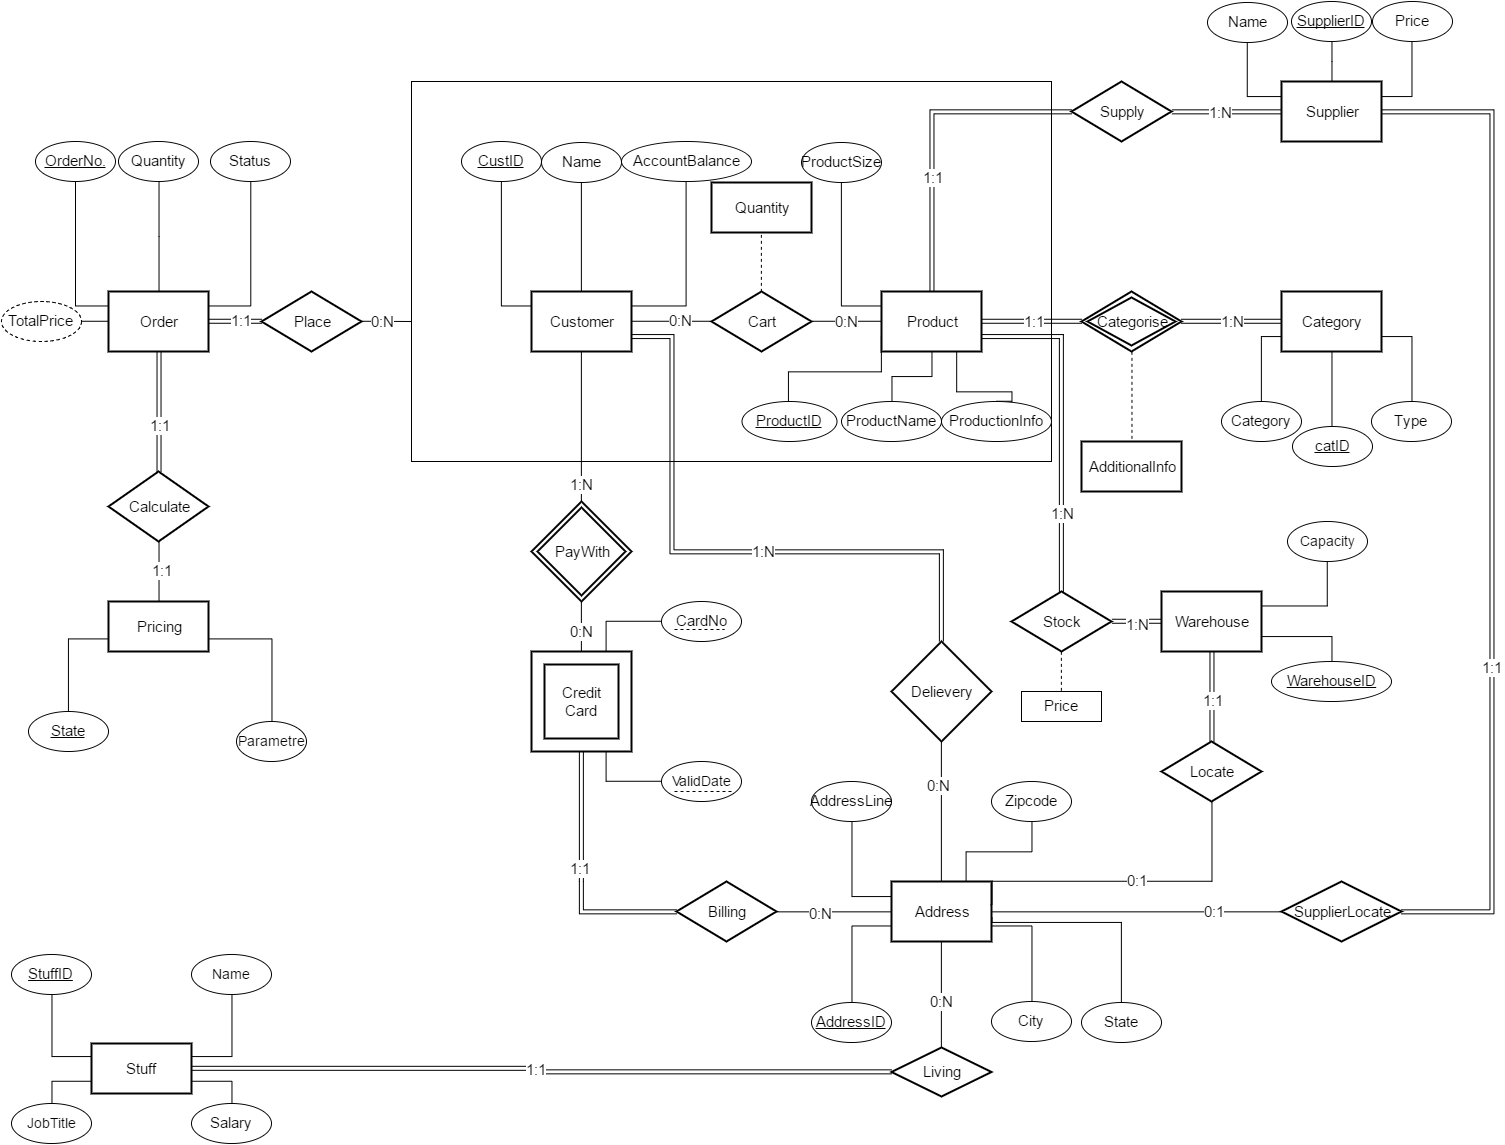 Name
SupplierID
Price
Supply
1:N
Supplier
OrderNo.
Quantity
Status
CustID
Name
AccountBalance
ProductSize
1:1
Quantity
TotalPrice
Order
1:1
Place
0:N
Customer
0:N
Cart
0:N
Product
1:1
Categorise
1:N
Category
1:1
ProductID
ProductName
ProductionInfo
Category
catID
Type
AdditionalInfo
1:N
1:N
Calculate
PayWith
1:N
Capacity
1:1
0:N
CardNo
Stock
1:N
Warehouse
Pricing
1:1
WarehouseID
Credit
Card
Delievery
Price
1:1
State
Parametre
ValidDate
Locate
0:N
AddressLine
Zipcode
1:1
0:1
Billing
0:N
Address
0:1
SupplierLocate
StuffID
Name
0:N
AddressID
City
State
Stuff
1:1
Living
JobTitle
Salary